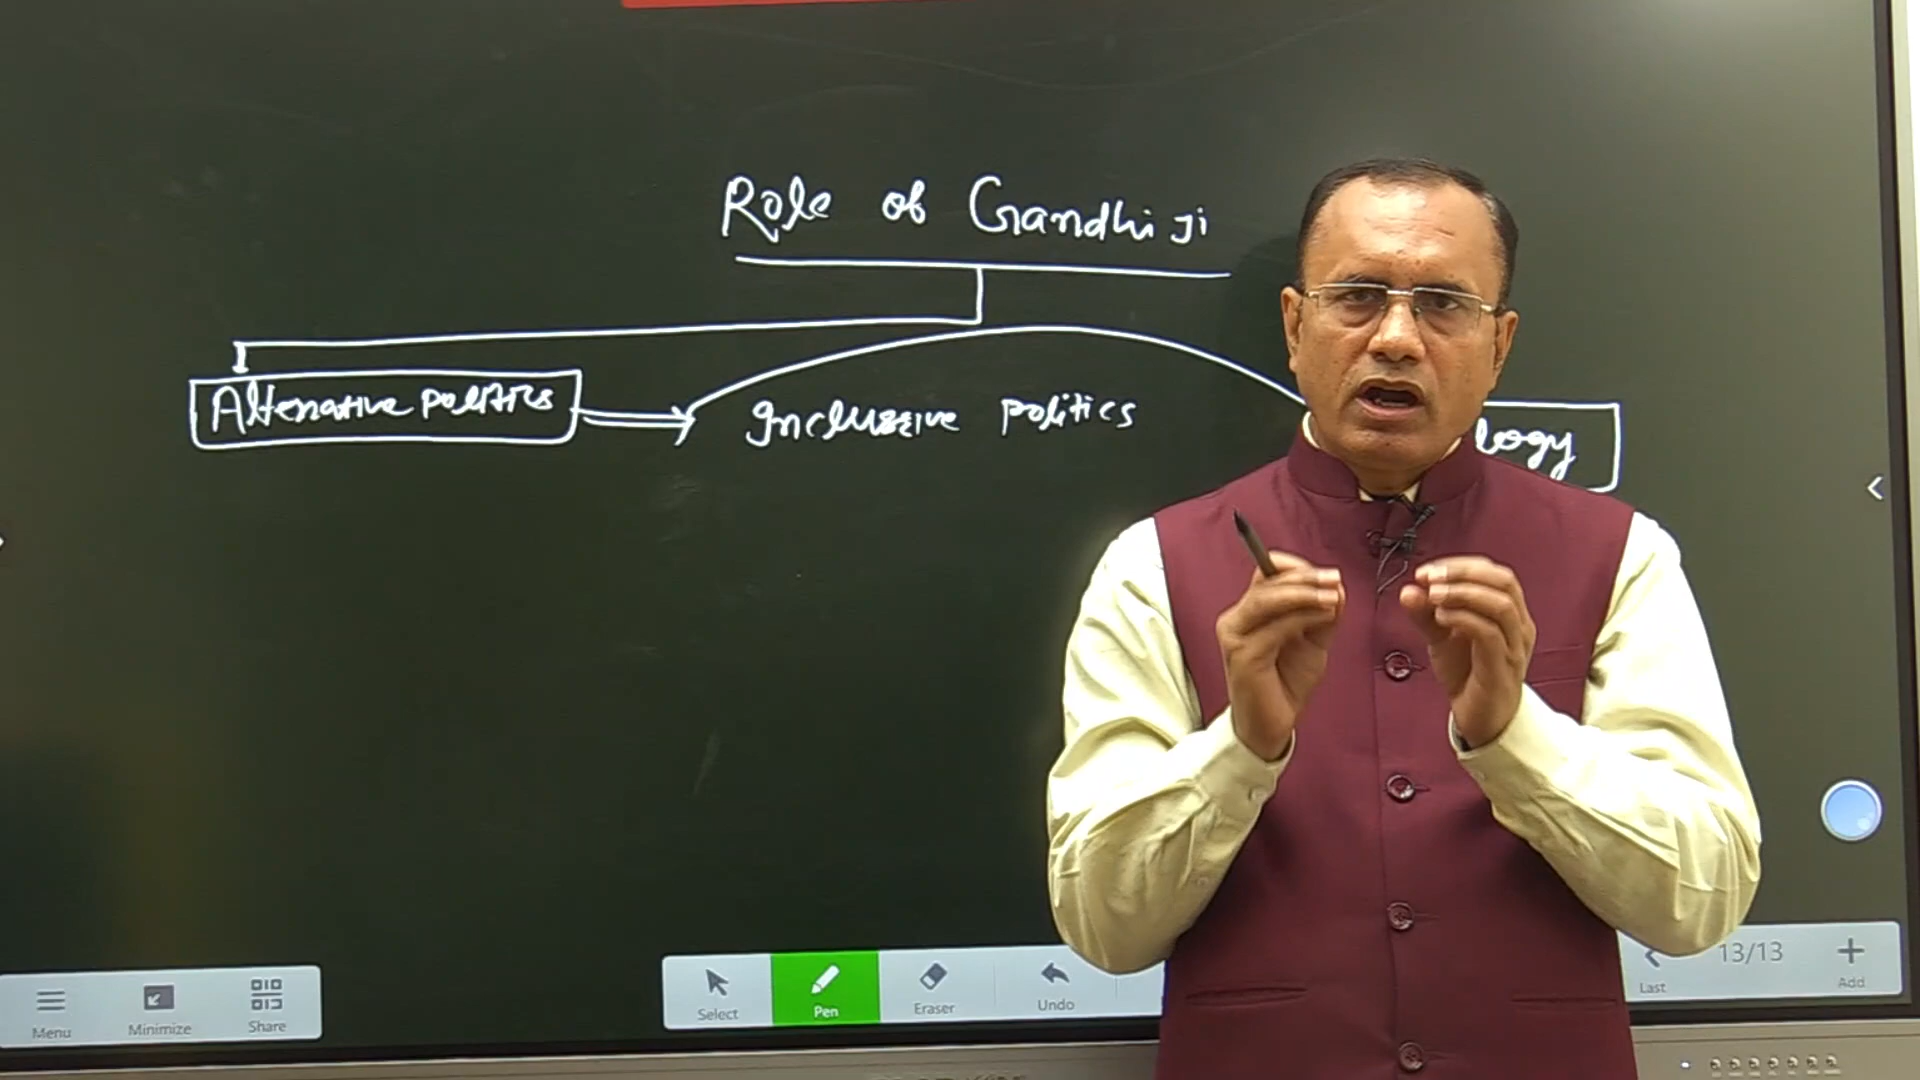 Role of Gandhi Ji
Alternative politics
Inclussive politics
logy
Menu
Minimize
Share
Select
Pen
Eraser
Undo
Last
13/13
Add